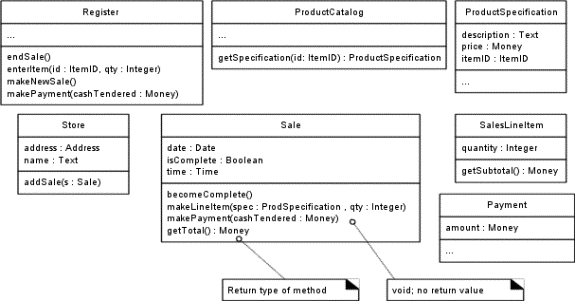 Register
...
endSale()
enterItem(id : ItemID, qty : Integer)
makeNewSale()
makePayment(cashTendered : Money)
ProductCatalog
...
getSpecification(id: ItemID) : ProductSpecification
ProductSpecification
description : Text
price : Money
itemID : ItemID
...
Store
address : Address
name : Text
addSale(s : Sale)
Sale
date : Date
isComplete : Boolean
time : Time
becomeComplete()
makeLineItem(spec : ProdSpecification , qty : Integer)
makePayment(cashTendered : Money)
getTotal() : Money
SalesLineItem
quantity : Integer
getSubtotal() : Money
Payment
amount : Money
...
Return type of method
void; no return value